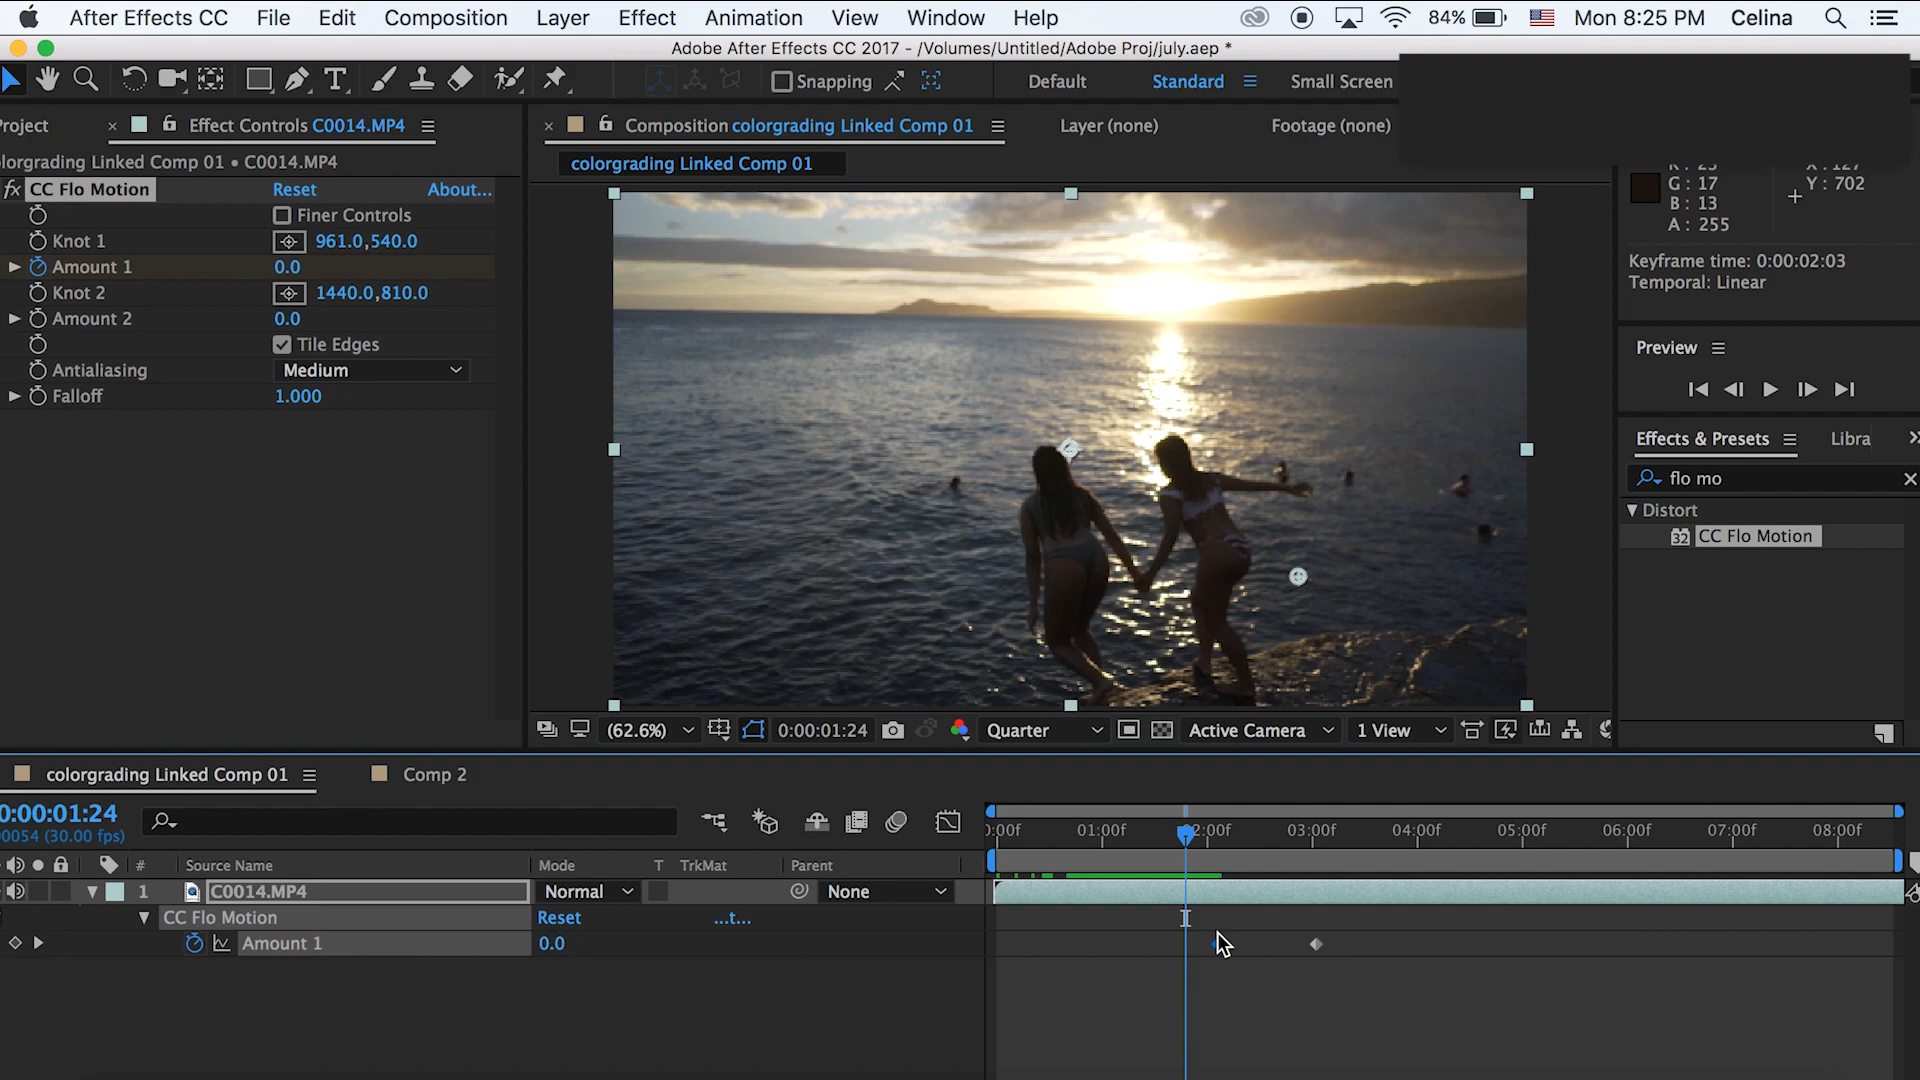 After Effects CC File Edit Composition Layer Effect Animation View Window Help 84% Mon 8:25 PM Celina
Adobe After Effects CC 2017 - /Volumes/Untitled/Adobe Proj/july.aep *
T Snapping Default Standard Small Screen
Project Effect Controls C0014.MP4 Composition colorgrading Linked Comp 01 Layer (none) Footage (none)
olorgrading Linked Comp 01 • C0014.MP4
colorgrading Linked Comp 01
fx CC Flo Motion Reset About...
Finer Controls
Knot 1 961.0,540.0
Amount 1 0.0
Knot 2 1440.0,810.0
Amount 2 0.0
Tile Edges
Antialiasing Medium
Falloff 1.000
G: 17 Y: 702
B: 13
A: 255
Keyframe time: 0:00:02:03
Temporal: Linear
Preview
Effects & Presets Libra
flo mo
Distort
32 CC Flo Motion
(62.6%) 0:00:01:24 Quarter Active Camera 1 View
colorgrading Linked Comp 01 Comp 2
0:00:01:24
00054 (30.00 fps)
:00f 01:00f 02:00f 03:00f 04:00f 05:00f 06:00f 07:00f 08:00f
# Source Name Mode T TrkMat Parent
1 C0014.MP4 Normal None
CC Flo Motion Reset ...t...
Amount 1 0.0